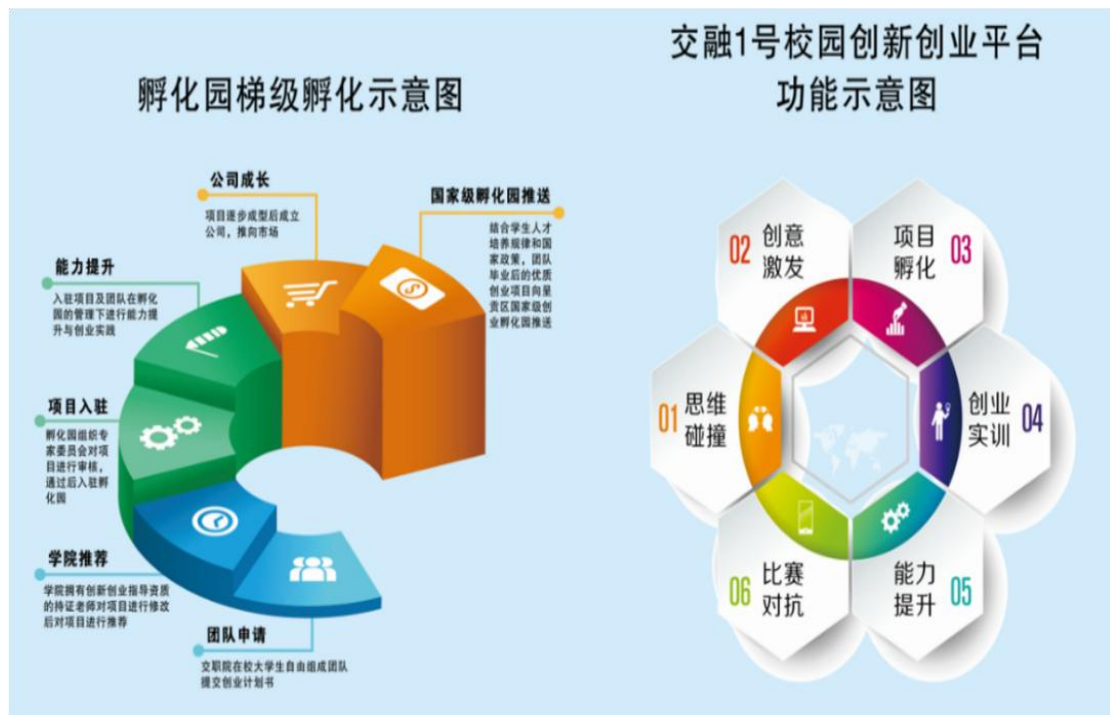 孵化园梯级孵化示意图
公司成长
项目逐步成型后成立
公司，推向市场
国家级孵化园推送
结合学生人才
培养规律和国
家政策，团队
毕业后的优质
创业项目向呈
贡区国家级创
业孵化园推送
能力提升
入驻项目及团队在孵化
园的管理下进行能力提
升与创业实践
项目入驻
孵化园组织专
家委员会对项
目进行审核，
通过后入驻孵
化园
学院推荐
学院拥有创新创业指导资质
的持证老师对项目进行修改
后对项目进行推荐
团队申请
交职院在校大学生自由组成团队
提交创业计划书
交融1号校园创新创业平台
功能示意图
01
思维
碰撞
02
创意
激发
项目
孵化
03
创业
实训
04
能力
提升
05
06
比赛
对抗